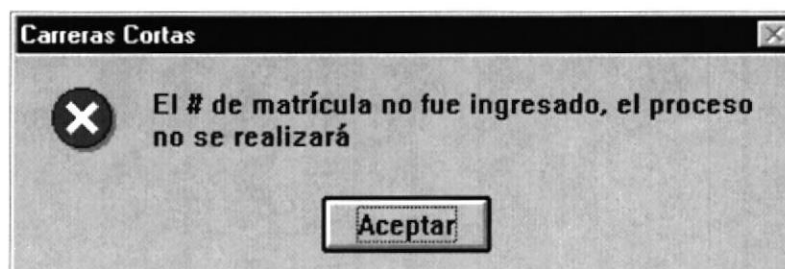 Carreras Cortas
El # de matrícula no fue ingresado, el proceso
no se realizará
Aceptar